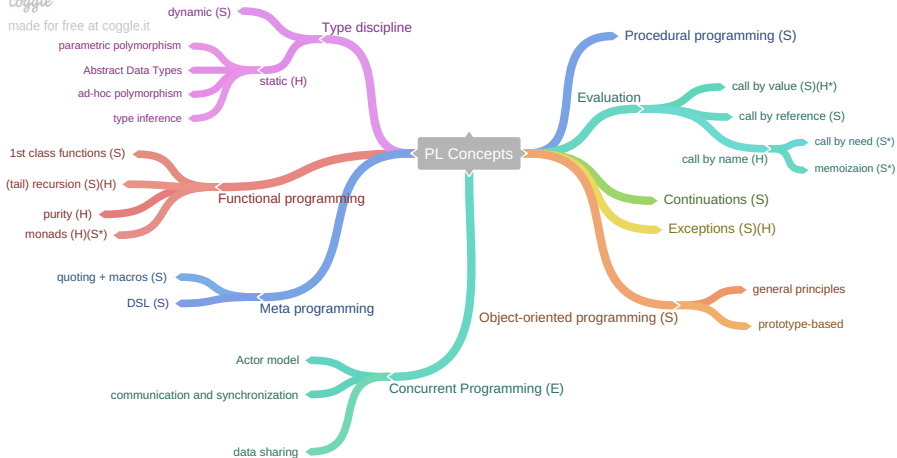 coggle
made for free at coggle.it
PL Concepts
Type discipline
dynamic (S)
static (H)
parametric polymorphism
Abstract Data Types
ad-hoc polymorphism
type inference
Functional programming
1st class functions (S)
(tail) recursion (S)(H)
purity (H)
monads (H)(S*)
Meta programming
quoting + macros (S)
DSL (S)
Concurrent Programming (E)
Actor model
communication and synchronization
data sharing
Procedural programming (S)
Evaluation
call by value (S)(H*)
call by reference (S)
call by name (H)
call by need (S*)
memoizaion (S*)
Continuations (S)
Exceptions (S)(H)
Object-oriented programming (S)
general principles
prototype-based